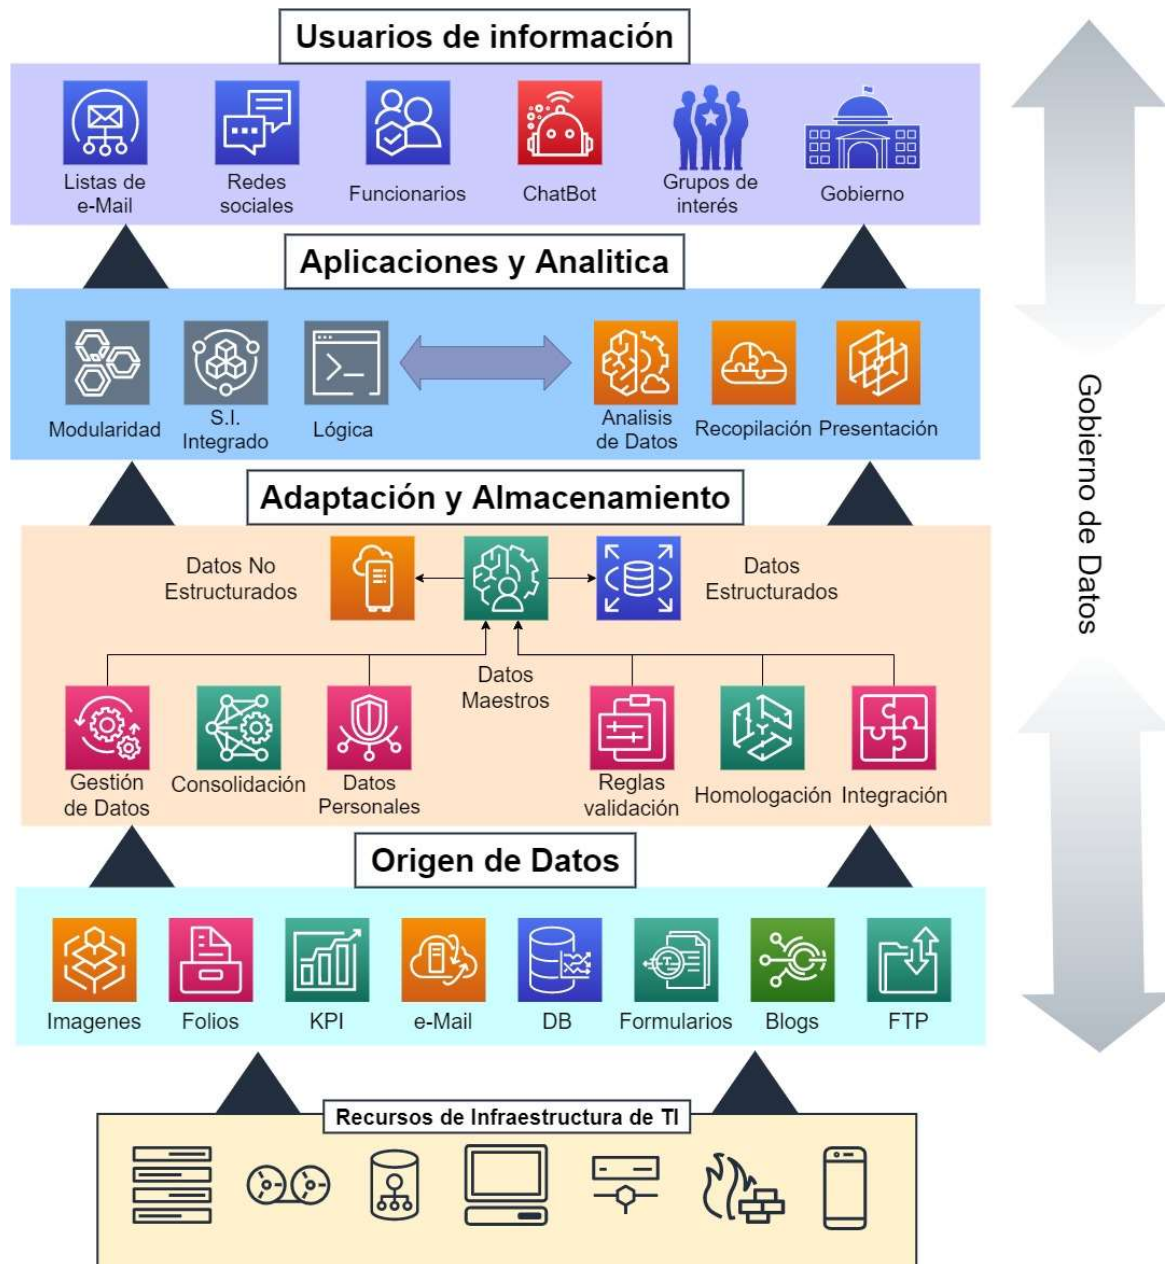 Usuarios de información
Listas de
e-Mail
Redes
sociales
Funcionarios
ChatBot
Grupos de
interés
Gobierno
Aplicaciones y Analitica
Modularidad
S.I.
Integrado
Lógica
Analisis
de Datos
Recopilación
Presentación
Gobierno de Datos
Adaptación y Almacenamiento
Datos No
Estructurados
Datos
Estructurados
Datos
Maestros
Gestión
de Datos
Consolidación
Datos
Personales
Reglas
validación
Homologación
Integración
Origen de Datos
Imagenes
Folios
KPI
e-Mail
DB
Formularios
Blogs
FTP
Recursos de Infraestructura de TI